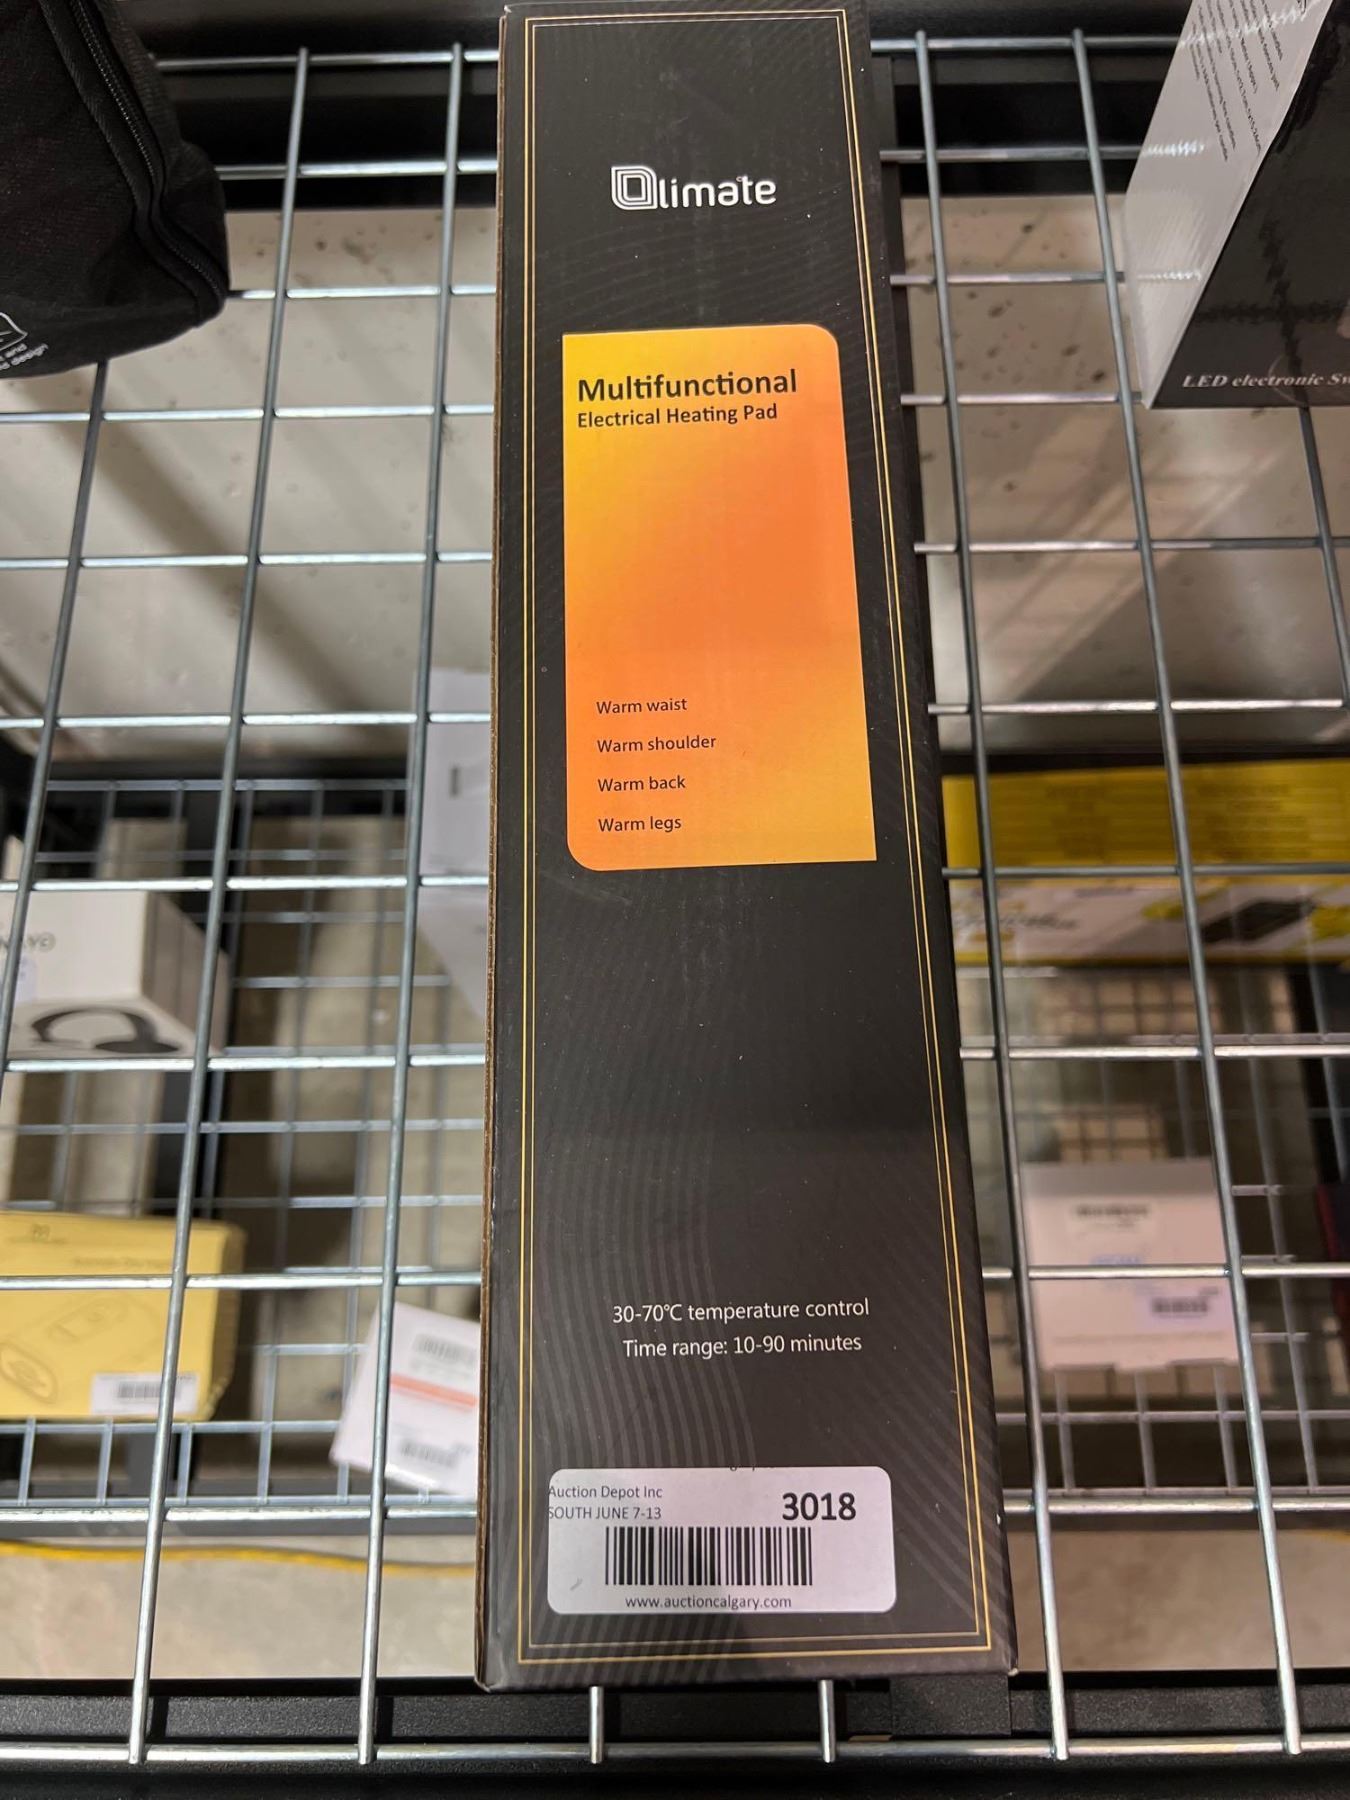 Olimate
Multifunctional
Electrical Heating Pad
Warm waist
Warm shoulder
Warm back
Warm legs
30-70℃ temperature control
Time range: 10-90 minutes
Auction Depot Inc
SOUTH JUNE 7-13
3018
www.auctioncalgary.com
LED electronic